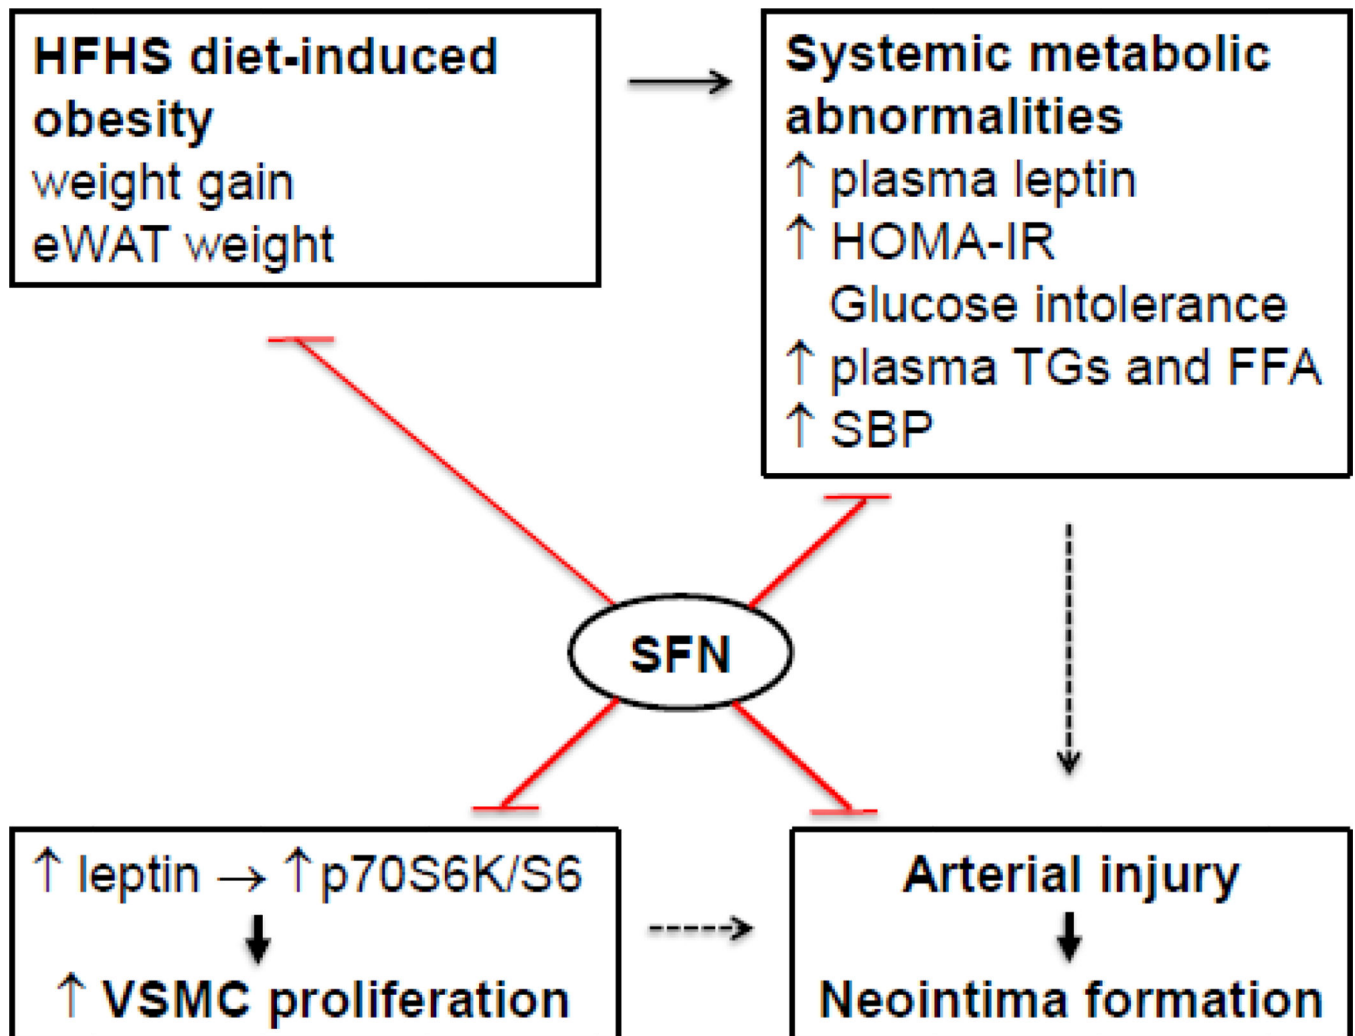 HFHS diet-induced
obesity
weight gain
eWAT weight
Systemic metabolic
abnormalities
↑ plasma leptin
↑ HOMA-IR
Glucose intolerance
↑ plasma TGs and FFA
↑ SBP
SFN
↑ leptin → ↑p70S6K/S6
↑ VSMC proliferation
Arterial injury
Neointima formation